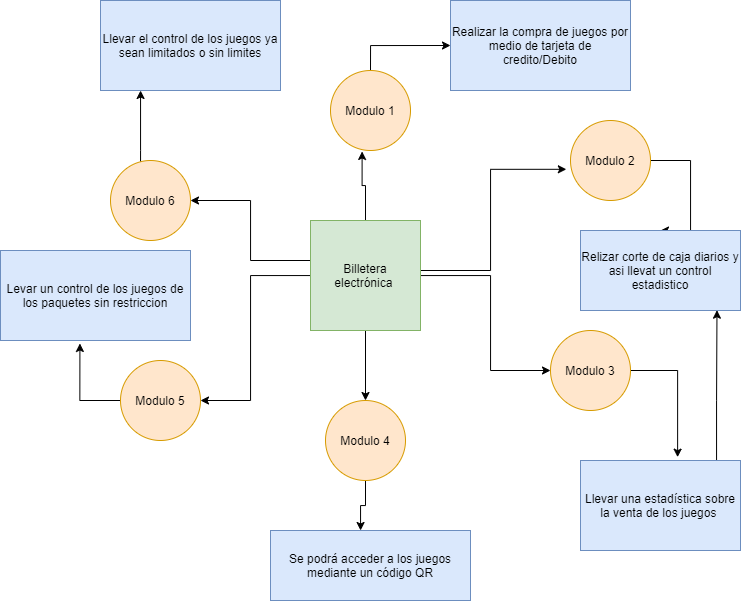 Llevar el control de los juegos ya
sean limitados o sin limites
Realizar la compra de juegos por
medio de tarjeta de
credito/Debito
Modulo 1
Modulo 2
Modulo 6
Billetera
electrónica
Relizar corte de caja diarios y
asi llevat un control
estadistico
Levar un control de los juegos de
los paquetes sin restriccion
Modulo 3
Modulo 5
Modulo 4
Llevar una estadística sobre
la venta de los juegos
Se podrá acceder a los juegos
mediante un código QR